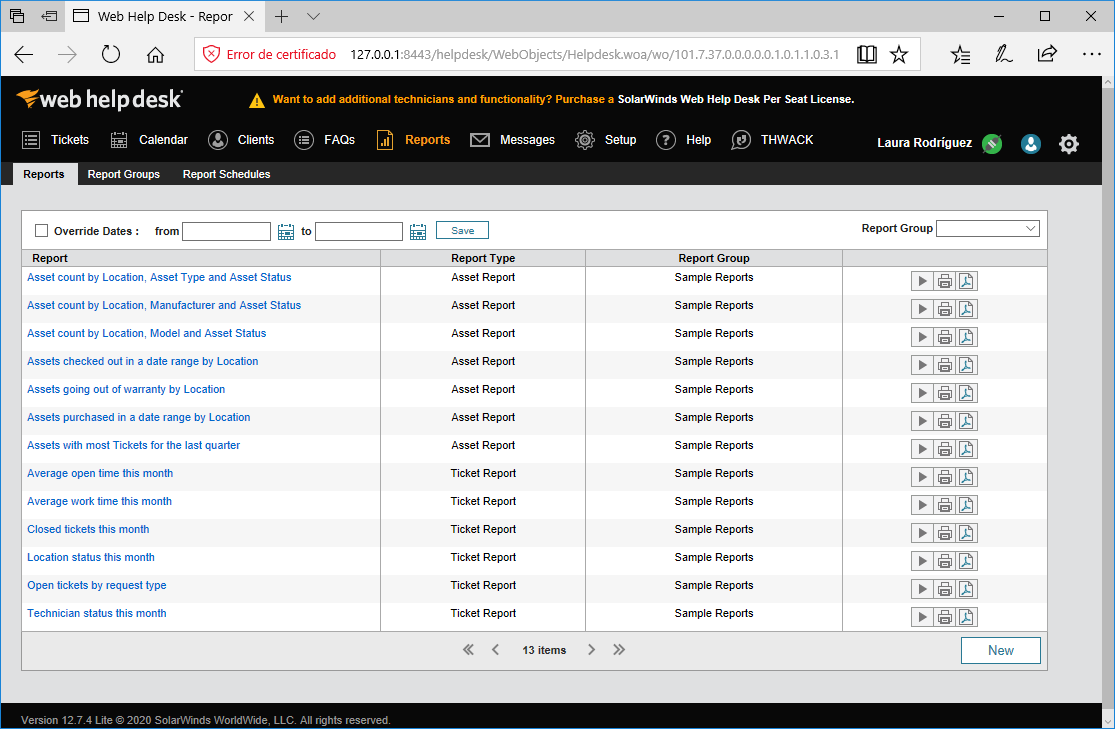 Web Help Desk - Repor
Error de certificado 127.0.0.1:8443/helpdesk/WebObjects/Helpdesk.woa/wo/101.7.37.0.0.0.0.0.1.0.1.1.0.3.1
web help desk
Want to add additional technicians and functionality? Purchase a SolarWinds Web Help Desk Per Seat License.
Tickets Calendar Clients FAQs Reports Messages Setup Help THWACK Laura Rodríguez
Reports Report Groups Report Schedules
Override Dates : from to Save Report Group
Report Report Type Report Group
Asset count by Location, Asset Type and Asset Status Asset Report Sample Reports
Asset count by Location, Manufacturer and Asset Status Asset Report Sample Reports
Asset count by Location, Model and Asset Status Asset Report Sample Reports
Assets checked out in a date range by Location Asset Report Sample Reports
Assets going out of warranty by Location Asset Report Sample Reports
Assets purchased in a date range by Location Asset Report Sample Reports
Assets with most Tickets for the last quarter Asset Report Sample Reports
Average open time this month Ticket Report Sample Reports
Average work time this month Ticket Report Sample Reports
Closed tickets this month Ticket Report Sample Reports
Location status this month Ticket Report Sample Reports
Open tickets by request type Ticket Report Sample Reports
Technician status this month Ticket Report Sample Reports
13 items New
Version 12.7.4 Lite © 2020 SolarWinds WorldWide, LLC. All rights reserved.